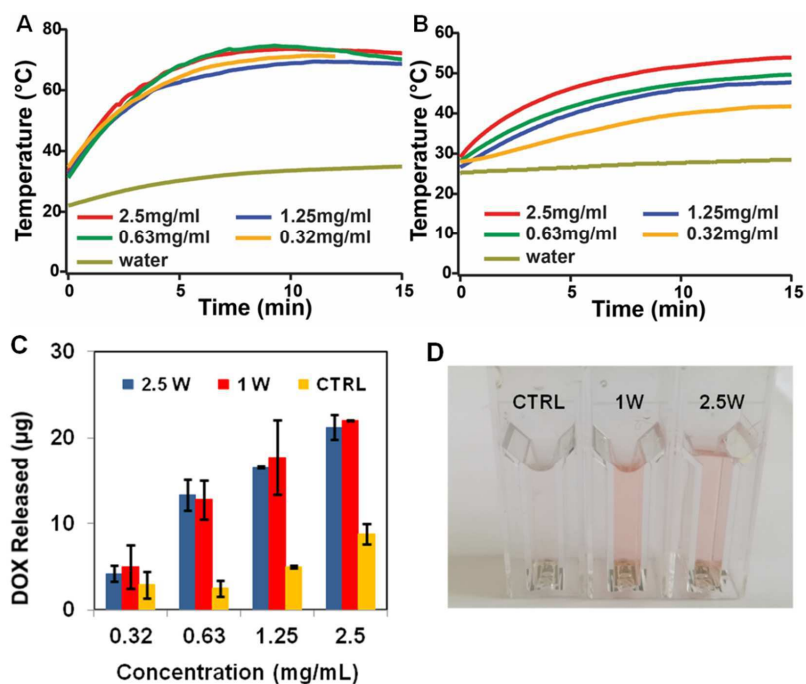 A
Temperature (°C)
80
60
40
20
0
2.5mg/ml
1.25mg/ml
0.63mg/ml
0.32mg/ml
water
0
5
10
15
Time (min)
B
Temperature (°C)
60
50
40
30
20
10
0
2.5mg/ml
1.25mg/ml
0.63mg/ml
0.32mg/ml
water
0
5
10
15
Time (min)
C
DOX Released (µg)
30
20
10
0
2.5 W
1 W
CTRL
0.32
0.63
1.25
2.5
Concentration (mg/mL)
D
CTRL
1W
2.5W